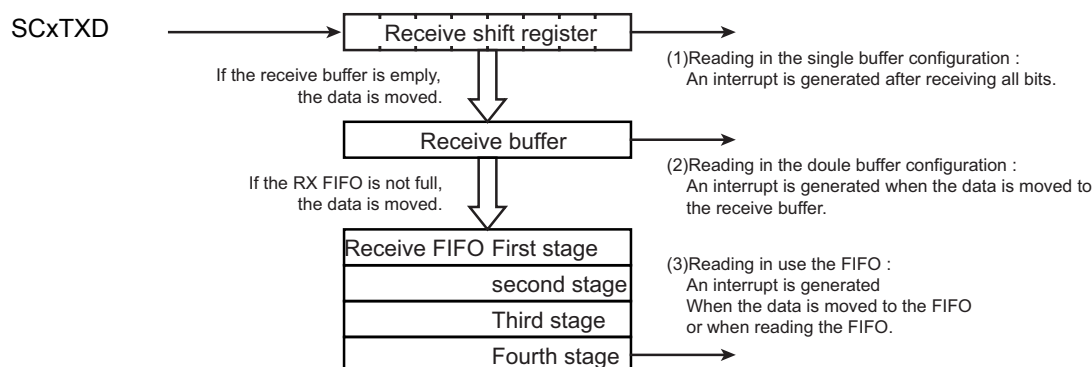 SCxTXD
Receive shift register
(1)Reading in the single buffer configuration :
An interrupt is generated after receiving all bits.
If the receive buffer is emply,
the data is moved.
Receive buffer
(2)Reading in the doule buffer configuration :
An interrupt is generated when the data is moved to
the receive buffer.
If the RX FIFO is not full,
the data is moved.
Receive FIFO First stage
second stage
Third stage
Fourth stage
(3)Reading in use the FIFO :
An interrupt is generated
When the data is moved to the FIFO
or when reading the FIFO.